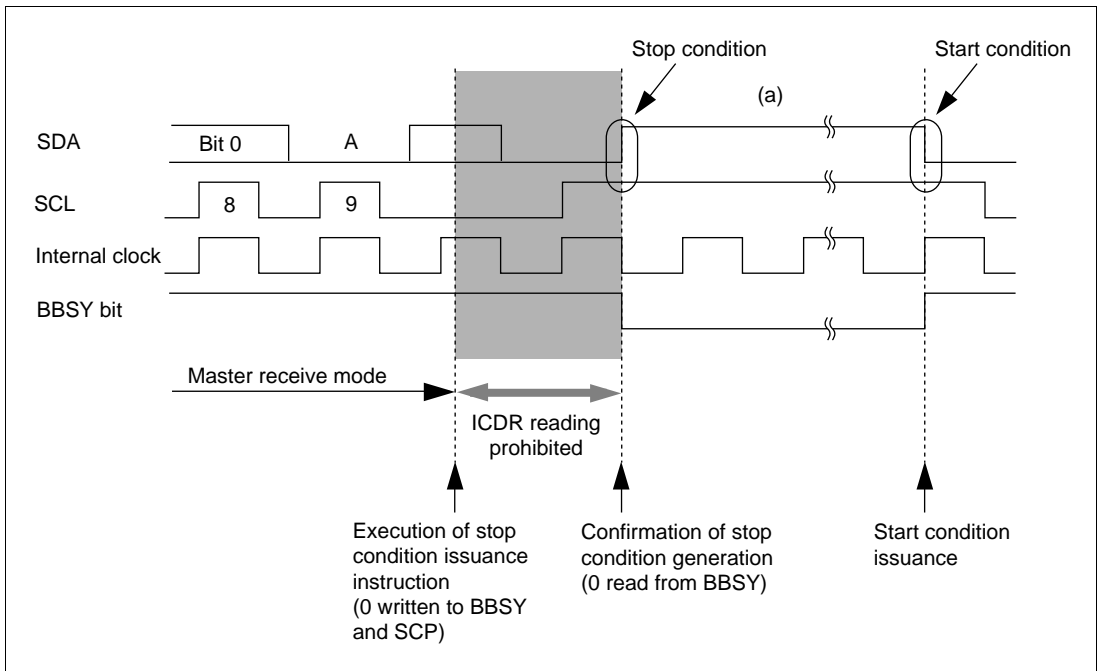 Stop condition
Start condition
(a)
SDA
Bit 0
A
SCL
8
9
Internal clock
BBSY bit
Master receive mode
ICDR reading
prohibited
Execution of stop
condition issuance
instruction
(0 written to BBSY
and SCP)
Confirmation of stop
condition generation
(0 read from BBSY)
Start condition
issuance